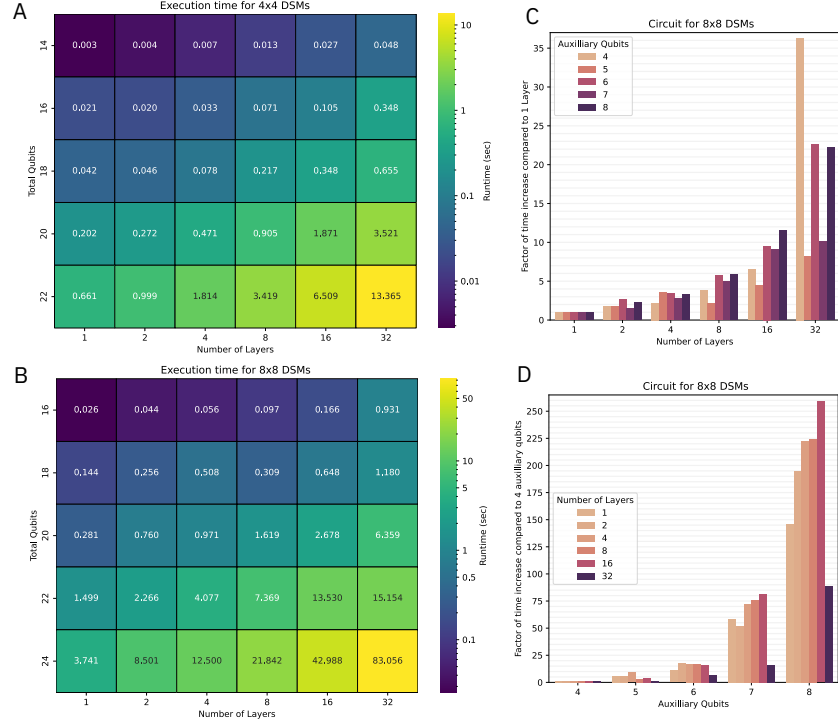 A
Execution time for 4x4 DSMs
Total Qubits
14 0.003 0.004 0.007 0.013 0.027 0.048
16 0.021 0.020 0.033 0.071 0.105 0.348
18 0.042 0.046 0.078 0.217 0.348 0.655
20 0.202 0.272 0.471 0.905 1.871 3.521
22 0.661 0.999 1.814 3.419 6.509 13.365
1 2 4 8 16 32
Number of Layers
10
5
1
0.5
0.1
0.01
Runtime (sec)
B
Execution time for 8x8 DSMs
Total Qubits
16 0.026 0.044 0.056 0.097 0.166 0.931
18 0.144 0.256 0.508 0.309 0.648 1.180
20 0.281 0.760 0.971 1.619 2.678 6.359
22 1.499 2.266 4.077 7.369 13.530 15.154
24 3.741 8.501 12.500 21.842 42.988 83.056
1 2 4 8 16 32
Number of Layers
50
10
5
1
0.5
0.1
Runtime (sec)
C
Circuit for 8x8 DSMs
Factor of time increase compared to 1 Layer
35
30
25
20
15
10
5
0
Auxilliary Qubits
4
5
6
7
8
1 2 4 8 16 32
Number of Layers
D
Circuit for 8x8 DSMs
Factor of time increase compared to 4 auxilliary qubits
250
225
200
175
150
125
100
75
50
25
0
Number of Layers
1
2
4
8
16
32
4 5 6 7 8
Auxilliary Qubits